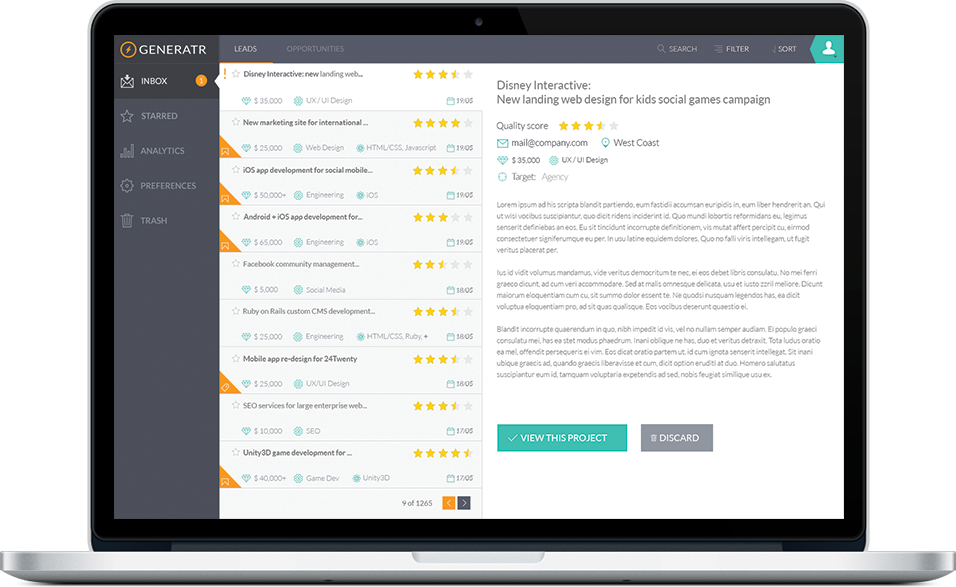 GENERATR
LEADS
OPPORTUNITIES
SEARCH
FILTER
SORT
INBOX
1
STARRED
ANALYTICS
PREFERENCES
TRASH
Disney Interactive: new landing web...
$ 35,000 UX / UI Design 19/05
New marketing site for international ...
$ 25,000 Web Design HTML/CSS, Javascript 19/05
iOS app development for social mobile...
$ 50,000+ Engineering iOS 19/05
Android + iOS app development for...
$ 65,000 Engineering iOS 19/05
Facebook community management...
$ 5,000 Social Media 18/05
Ruby on Rails custom CMS development...
$ 25,000 Engineering HTML/CSS, Ruby, + 18/05
Mobile app re-design for 24Twenty
$ 25,000 UX/UI Design 18/05
SEO services for large enterprise web...
$ 10,000 SEO 17/05
Unity3D game development for ...
$ 40,000+ Game Dev Unity3D 17/05
9 of 1265
Disney Interactive:
New landing web design for kids social games campaign
Quality score
mail@company.com West Coast
$ 35,000 UX / UI Design
Target: Agency
Lorem ipsum ad his scripta blandit partiendo, eum fastidii accumsan euripidis in, eum liber hendrerit an. Qui
ut wisi vocibus suscipiantur, quo dicit ridens inciderint id. Quo mundi lobortis reformidans eu, legimus
senserit definiebas an eos. Eu sit tincidunt incorrupte definitionem, vis mutat affert percipit cu, eirmod
consectetuer signiferumque eu per. In usu latine equidem dolores. Quo no falli viris intellegam, ut fugit
veritus placerat per.
Ius id vidit volumus mandamus, vide veritus democritum te nec, ei eos debet libris consulatu. No mei ferri
graeco dicunt, ad cum veri accommodare. Sed at malis omnesque delicata, usu et iusto zzril meliore. Dicunt
maiorum eloquentiam cum cu, sit summo dolor essent te. Ne quodsi nusquam legendos has, ea dicit
voluptua eloquentiam pro, ad sit quas qualisque. Eos vocibus deserunt quaestio ei.
Blandit incorrupte quaerendum in quo, nibh impedit id vis, vel no nullam semper audiam. Ei populo graeci
consulatu mei, has ea stet modus phaedrum. Inani oblique ne has, duo et veritus detraxit. Tota ludus oratio
ea mel, offendit persequeris ei vim. Eos dicat oratio partem ut, id cum ignota senserit intellegat. Sit inani
ubique graecis ad, quando graecis liberavisse et cum, dicit option eruditi at duo. Homero salutatus
suscipiantur eum id, tamquam voluptaria expetendis ad sed, nobis feugiat similique usu ex.
VIEW THIS PROJECT
DISCARD